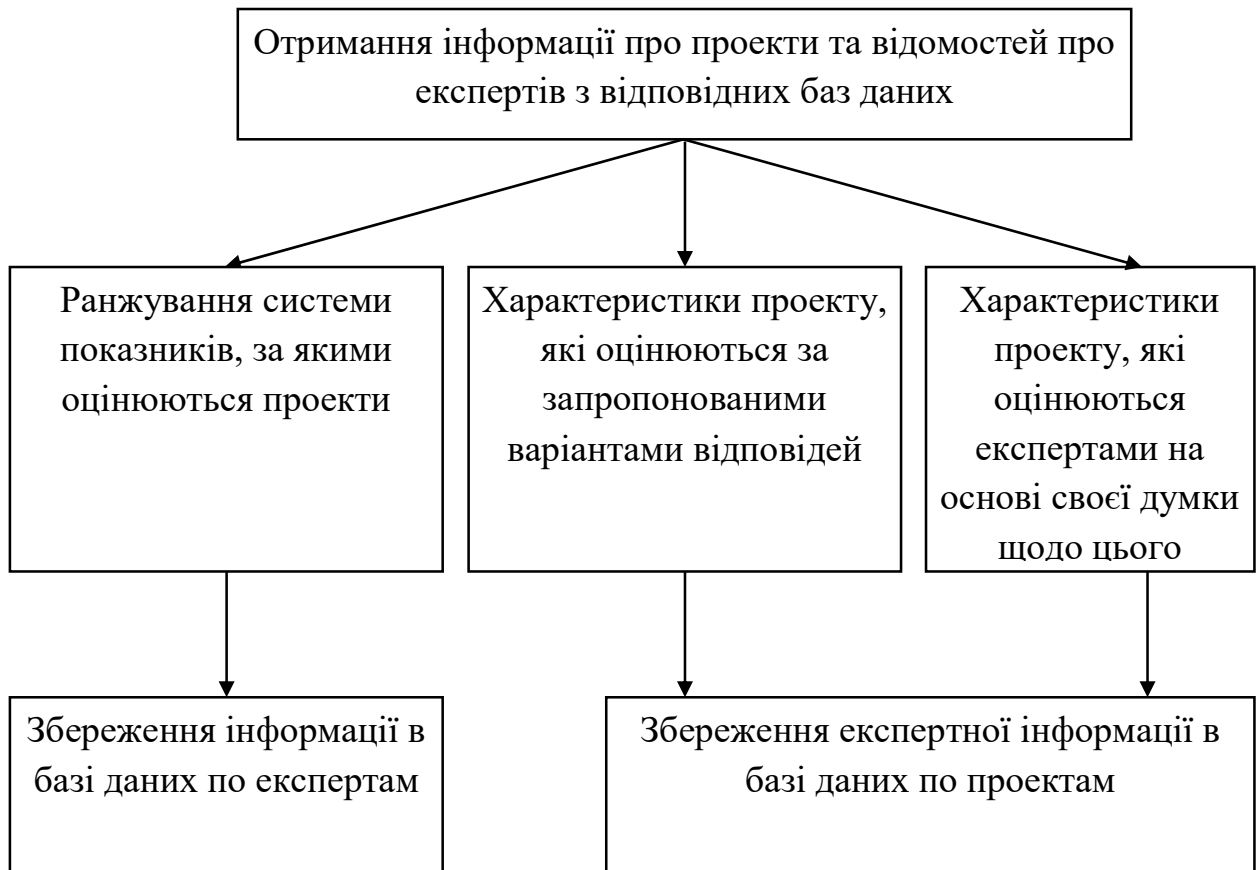 Отримання інформації про проекти та відомостей про
експертів з відповідних баз даних
Ранжування системи
показників, за якими
оцінюються проекти
Характеристики проекту,
які оцінюються за
запропонованими
варіантами відповідей
Характеристики
проекту, які
оцінюються
експертами на
основі своєї думки
щодо цього
Збереження інформації в
базі даних по експертам
Збереження експертної інформації в
базі даних по проектам